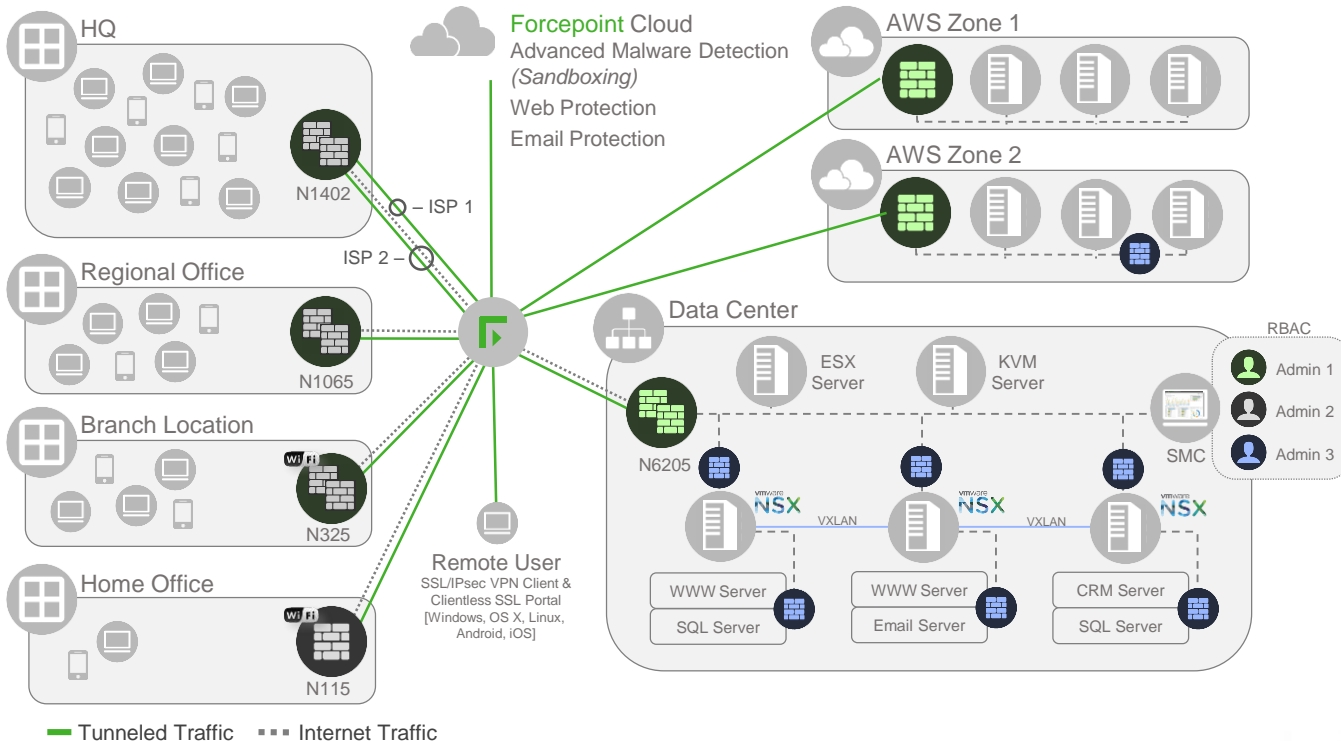 HQ
N1402
– ISP 1
ISP 2 –
Regional Office
N1065
Branch Location
Wi Fi
N325
Home Office
Wi Fi
N115
Tunneled Traffic
Internet Traffic
Forcepoint Cloud
Advanced Malware Detection
(Sandboxing)
Web Protection
Email Protection
Remote User
SSL/IPsec VPN Client &
Clientless SSL Portal
[Windows, OS X, Linux,
Android, iOS]
AWS Zone 1
AWS Zone 2
Data Center
ESX
Server
KVM
Server
N6205
SMC
RBAC
Admin 1
Admin 2
Admin 3
vmware
NSX
VXLAN
vmware
NSX
VXLAN
vmware
NSX
WWW Server
SQL Server
WWW Server
Email Server
CRM Server
SQL Server